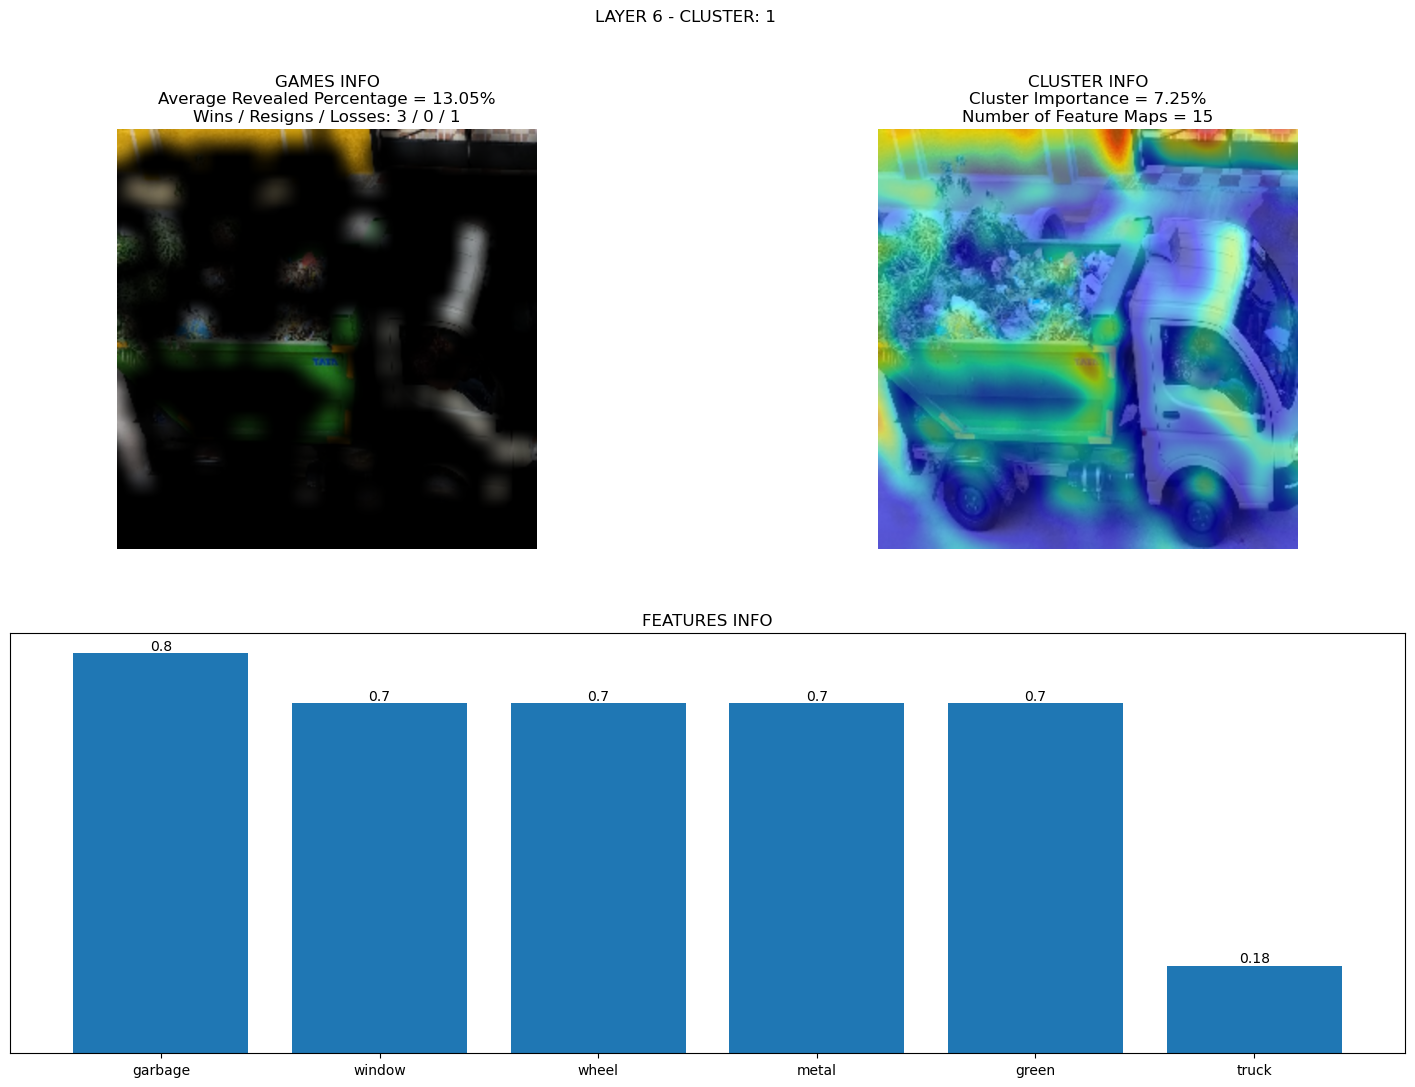 LAYER 6 - CLUSTER: 1
GAMES INFO
Average Revealed Percentage = 13.05%
Wins / Resigns / Losses: 3 / 0 / 1
CLUSTER INFO
Cluster Importance = 7.25%
Number of Feature Maps = 15
FEATURES INFO
0.8
0.7
0.7
0.7
0.7
0.18
garbage
window
wheel
metal
green
truck